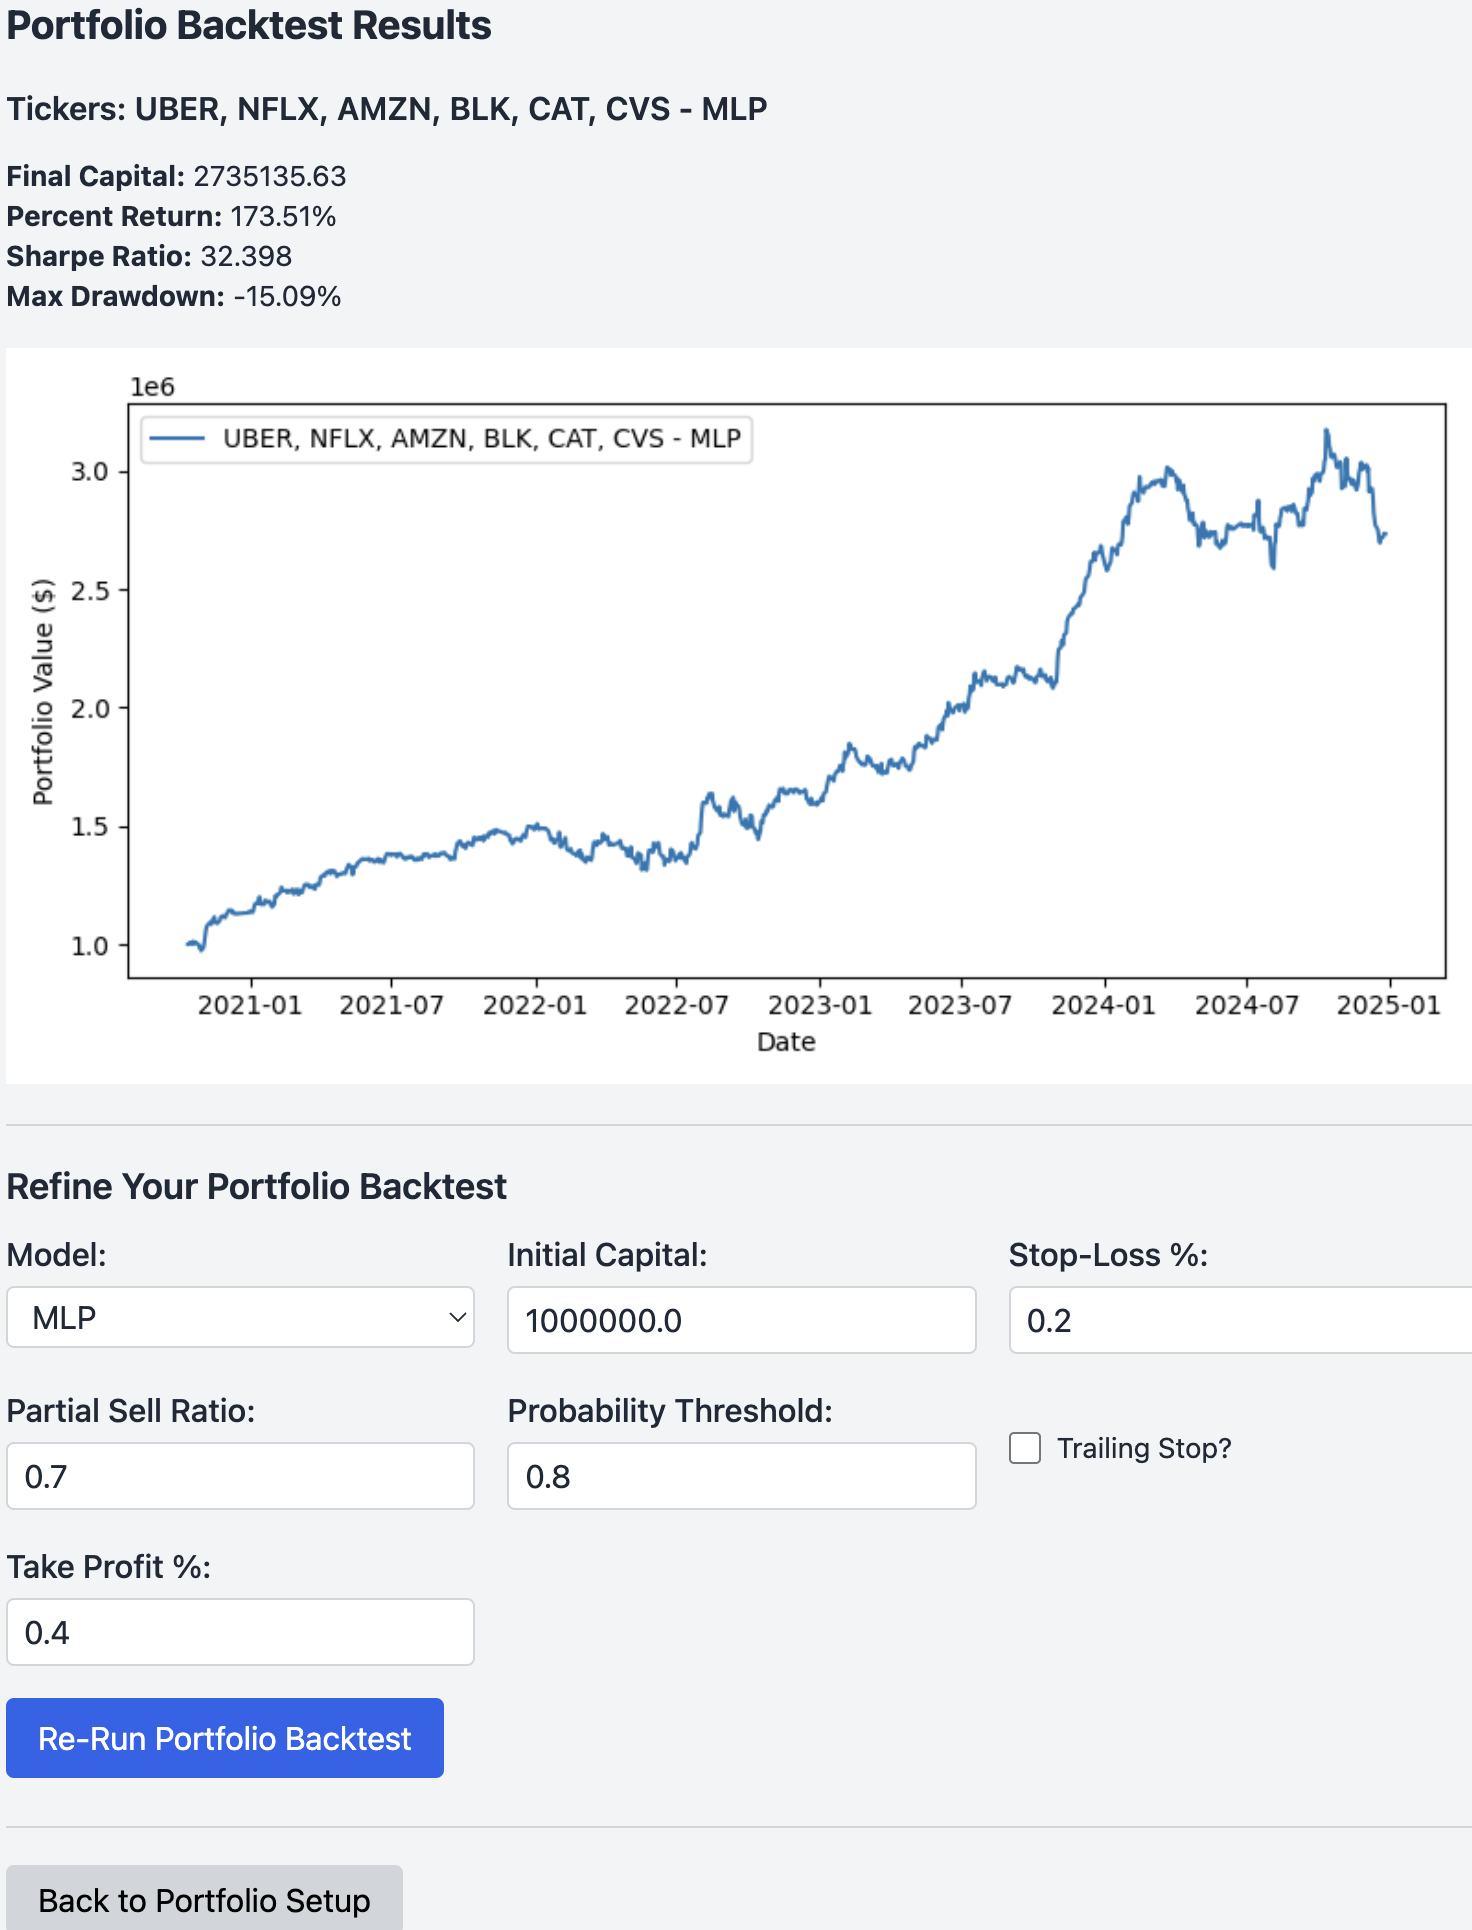 Portfolio Backtest Results
Tickers: UBER, NFLX, AMZN, BLK, CAT, CVS - MLP
Final Capital: 2735135.63
Percent Return: 173.51%
Sharpe Ratio: 32.398
Max Drawdown: -15.09%
1e6
UBER, NFLX, AMZN, BLK, CAT, CVS - MLP
3.0
2.5
2.0
1.5
1.0
Portfolio Value ($)
2021-01 2021-07 2022-01 2022-07 2023-01 2023-07 2024-01 2024-07 2025-01
Date
Refine Your Portfolio Backtest
Model: Initial Capital: Stop-Loss %:
MLP 1000000.0 0.2
Partial Sell Ratio: Probability Threshold:
0.7 0.8 Trailing Stop?
Take Profit %:
0.4
Re-Run Portfolio Backtest
Back to Portfolio Setup